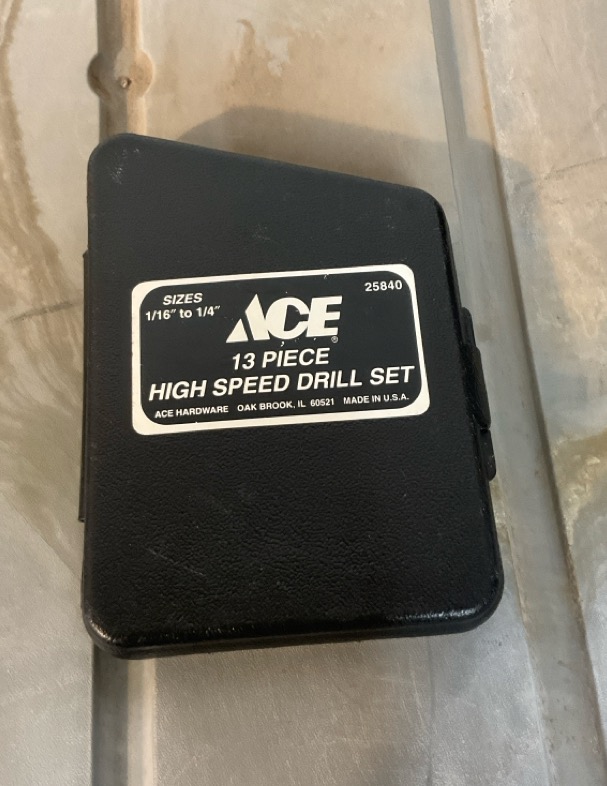 SIZES
1/16" to 1/4"
25840
ACE®
13 PIECE
HIGH SPEED DRILL SET
ACE HARDWARE OAK BROOK, IL 60521 MADE IN U.S.A.